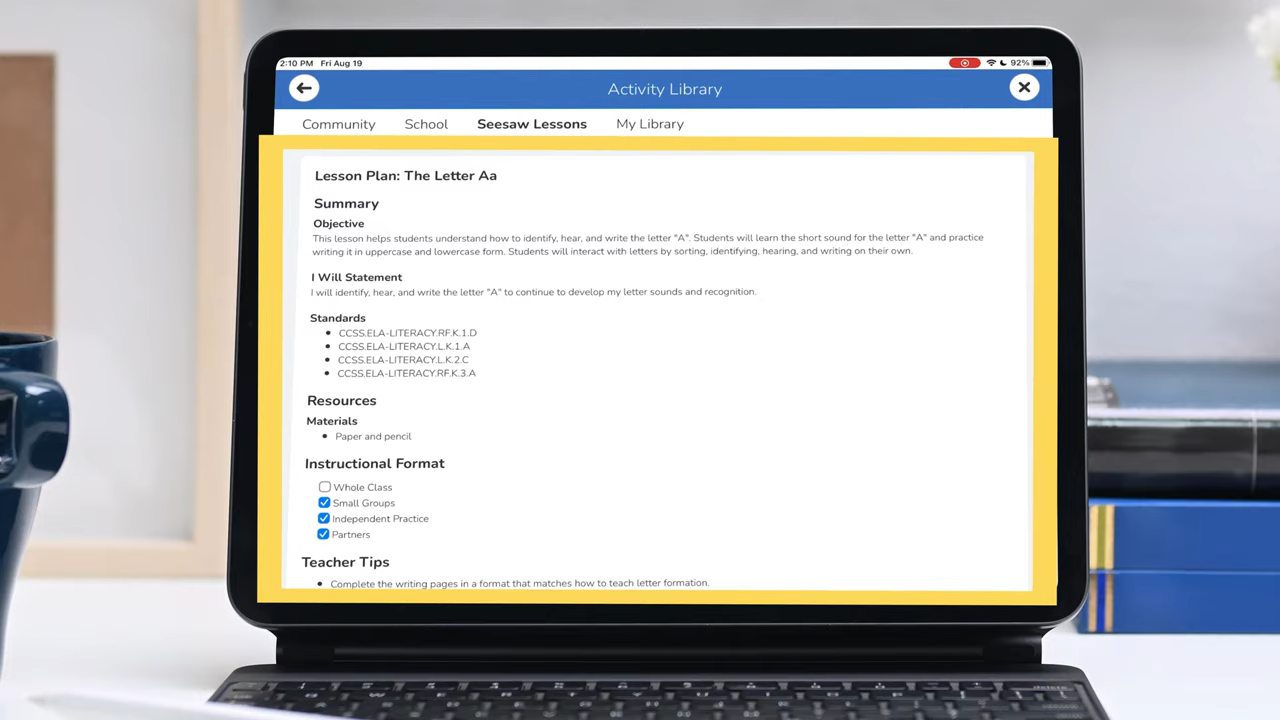 2:10 PM Fri Aug 19 92%
Activity Library
Community School Seesaw Lessons My Library
Lesson Plan: The Letter Aa
Summary
Objective
This lesson helps students understand how to identify, hear, and write the letter "A". Students will learn the short sound for the letter "A" and practice
writing it in uppercase and lowercase form. Students will interact with letters by sorting, identifying, hearing, and writing on their own.
I Will Statement
I will identify, hear, and write the letter "A" to continue to develop my letter sounds and recognition.
Standards
CCSS.ELA-LITERACY.RF.K.1.D
CCSS.ELA-LITERACY.L.K.1.A
CCSS.ELA-LITERACY.L.K.2.C
CCSS.ELA-LITERACY.RF.K.3.A
Resources
Materials
Paper and pencil
Instructional Format
Whole Class
Small Groups
Independent Practice
Partners
Teacher Tips
Complete the writing pages in a format that matches how to teach letter formation.